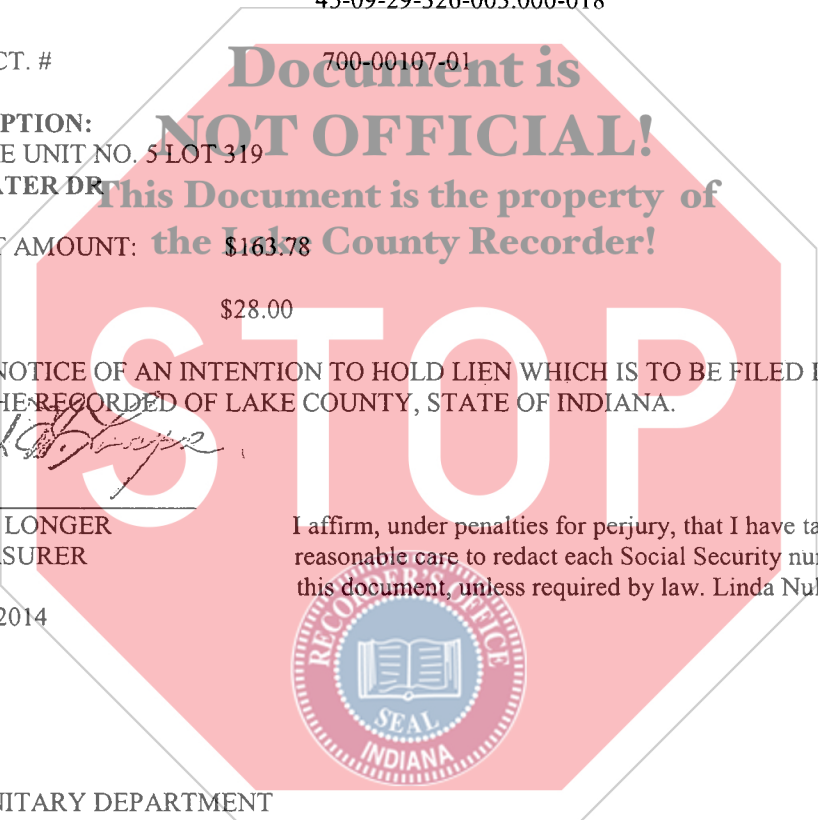 45-09-29-326-003.000-018
CT. # 700-00107-01
Document is
PTION:
NOT OFFICIAL!
E UNIT NO. 5 LOT 319
ATER DR
This Document is the property of
the Lake County Recorder!
T AMOUNT: $163.78
$28.00
STOP
NOTICE OF AN INTENTION TO HOLD LIEN WHICH IS TO BE FILED
HE RECORDED OF LAKE COUNTY, STATE OF INDIANA.
LONGER
SURER
I affirm, under penalties for perjury, that I have ta
reasonable care to redact each Social Security nu
this document, unless required by law. Linda Nu
2014
RECORDER'S OFFICE
SEAL
INDIANA
NITARY DEPARTMENT